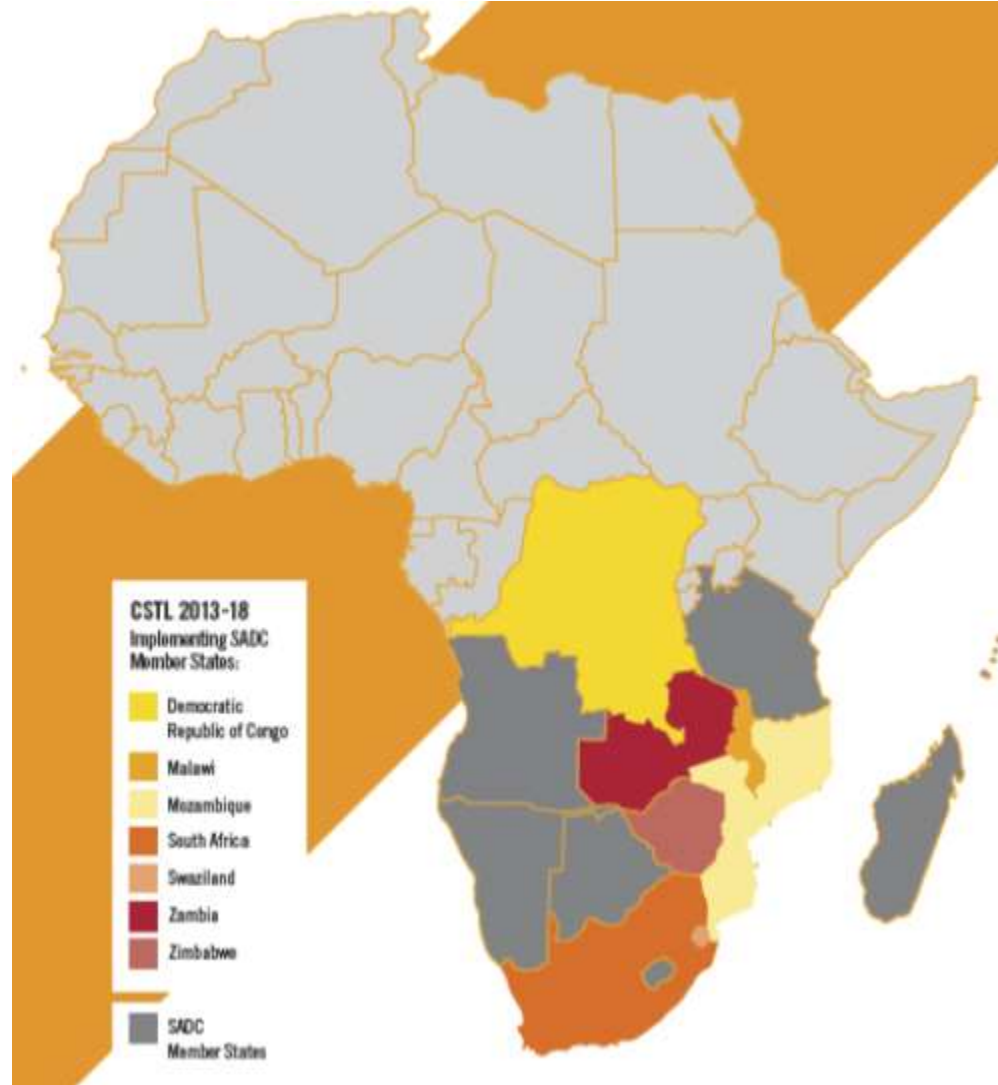 CSTL 2013-18
Implementing SADC
Member States:
Democratic
Republic of Congo
Malawi
Mozambique
South Africa
Swaziland
Zambia
Zimbabwe
SADC
Member States